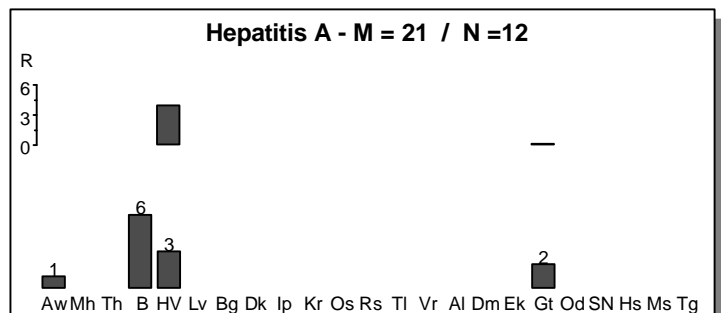 Hepatitis A - M = 21 / N =12
R
6
3
0
6
3
1
2
Aw Mh Th B HV Lv Bg Dk Ip Kr Os Rs Tl Vr Al Dm Ek Gt Od SN Hs Ms Tg